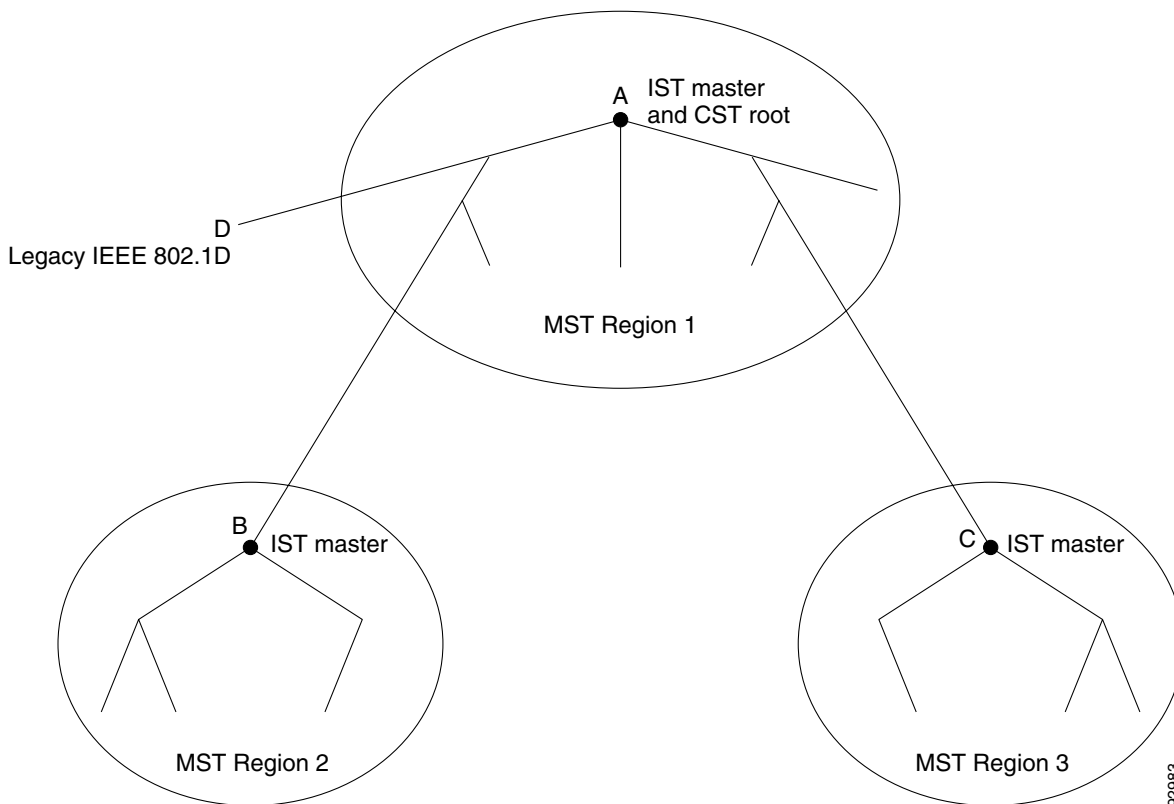 A
IST master
and CST root
D
Legacy IEEE 802.1D
MST Region 1
B
IST master
C
IST master
MST Region 2
MST Region 3